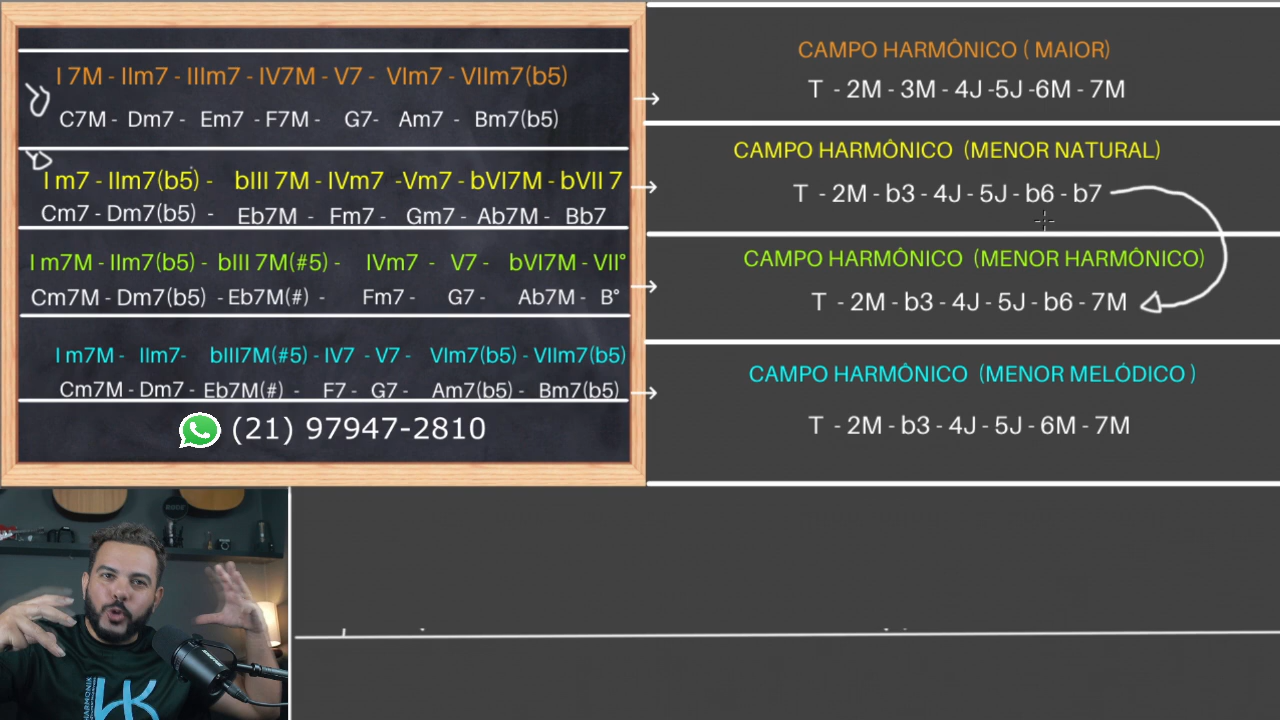 I 7M - IIm7 - IIIm7 - IV7M - V7 - VIm7 - VIIm7(b5)
C7M - Dm7 - Em7 - F7M - G7- Am7 - Bm7(b5)
I m7 - IIm7(b5) - bIII 7M - IVm7 -Vm7 - bVI7M - bVII 7
Cm7 - Dm7(b5) - Eb7M - Fm7 - Gm7 - Ab7M - Bb7
I m7M - IIm7(b5) - bIII 7M(#5) - IVm7 - V7 - bVI7M - VII°
Cm7M - Dm7(b5) - Eb7M(#) - Fm7 - G7 - Ab7M - B°
I m7M - IIm7- bIII7M(#5) - IV7 - V7 - VIm7(b5) - VIIm7(b5)
Cm7M - Dm7 - Eb7M(#) - F7 - G7 - Am7(b5) - Bm7(b5)
(21) 97947-2810
CAMPO HARMÔNICO ( MAIOR)
T - 2M - 3M - 4J -5J -6M - 7M
CAMPO HARMÔNICO (MENOR NATURAL)
T - 2M - b3 - 4J - 5J - b6 - b7
CAMPO HARMÔNICO (MENOR HARMÔNICO)
T - 2M - b3 - 4J - 5J - b6 - 7M
CAMPO HARMÔNICO (MENOR MELÓDICO )
T - 2M - b3 - 4J - 5J - 6M - 7M
HK